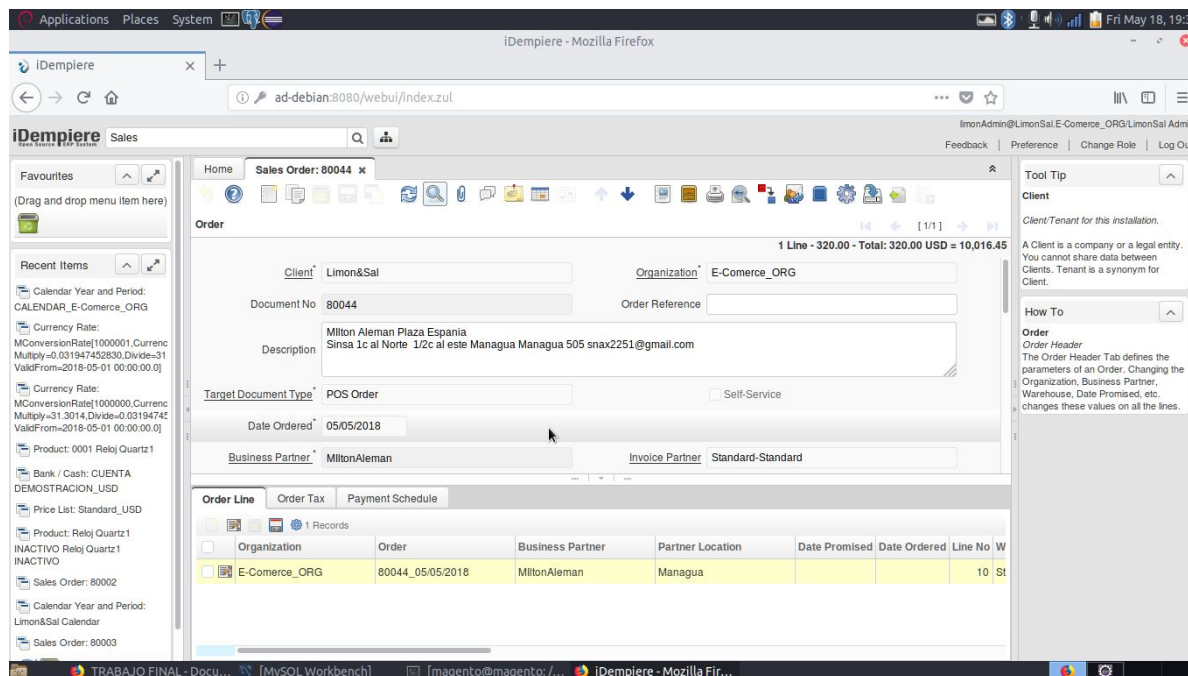 Applications Places System
Fri May 18, 19:3
iDempiere - Mozilla Firefox
iDempiere
ad-debian:8080/webui/index.zul
limonAdmin@LimonSal.E-Comerce_ORG/LimonSal Admi
iDempiere
Open Source ERP System
Sales
Feedback | Preference | Change Role | Log Ou
Favourites
(Drag and drop menu item here)
Recent Items
Calendar Year and Period:
CALENDAR_E-Comerce_ORG
Currency Rate:
MConversionRate[1000001,Currenc
Multiply=0.031947452830,Divide=31
ValidFrom=2018-05-01 00:00:00.0]
Currency Rate:
MConversionRate[1000000,Currenc
Multiply=31.3014,Divide=0.0319474
ValidFrom=2018-05-01 00:00:00.0]
Product: 0001 Reloj Quartz1
Bank / Cash: CUENTA
DEMOSTRACION_USD
Price List: Standard_USD
Product: Reloj Quartz1
INACTIVO Reloj Quartz1
INACTIVO
Sales Order: 80002
Calendar Year and Period:
Limon&Sal Calendar
Sales Order: 80003
Home
Sales Order: 80044
Order
[1/1]
1 Line - 320.00 - Total: 320.00 USD = 10,016.45
Client* Limon&Sal
Organization* E-Comerce_ORG
Document No 80044
Order Reference
Description
MIlton Aleman Plaza Espania
Sinsa 1c al Norte 1/2c al este Managua Managua 505 snax2251@gmail.com
Target Document Type* POS Order
Self-Service
Date Ordered* 05/05/2018
Business Partner* MIltonAleman
Invoice Partner Standard-Standard
Order Line Order Tax Payment Schedule
1 Records
Organization Order Business Partner Partner Location Date Promised Date Ordered Line No W
E-Comerce_ORG 80044_05/05/2018 MIltonAleman Managua 10 St
Tool Tip
Client
Client/Tenant for this installation.
A Client is a company or a legal entity.
You cannot share data between
Clients. Tenant is a synonym for
Client.
How To
Order
Order Header
The Order Header Tab defines the
parameters of an Order. Changing the
Organization, Business Partner,
Warehouse, Date Promised, etc.
changes these values on all the lines.
TRABAJO FINAL - Docu...
[MySQL Workbench]
[magento@magento: /...
iDempiere - Mozilla Fir...